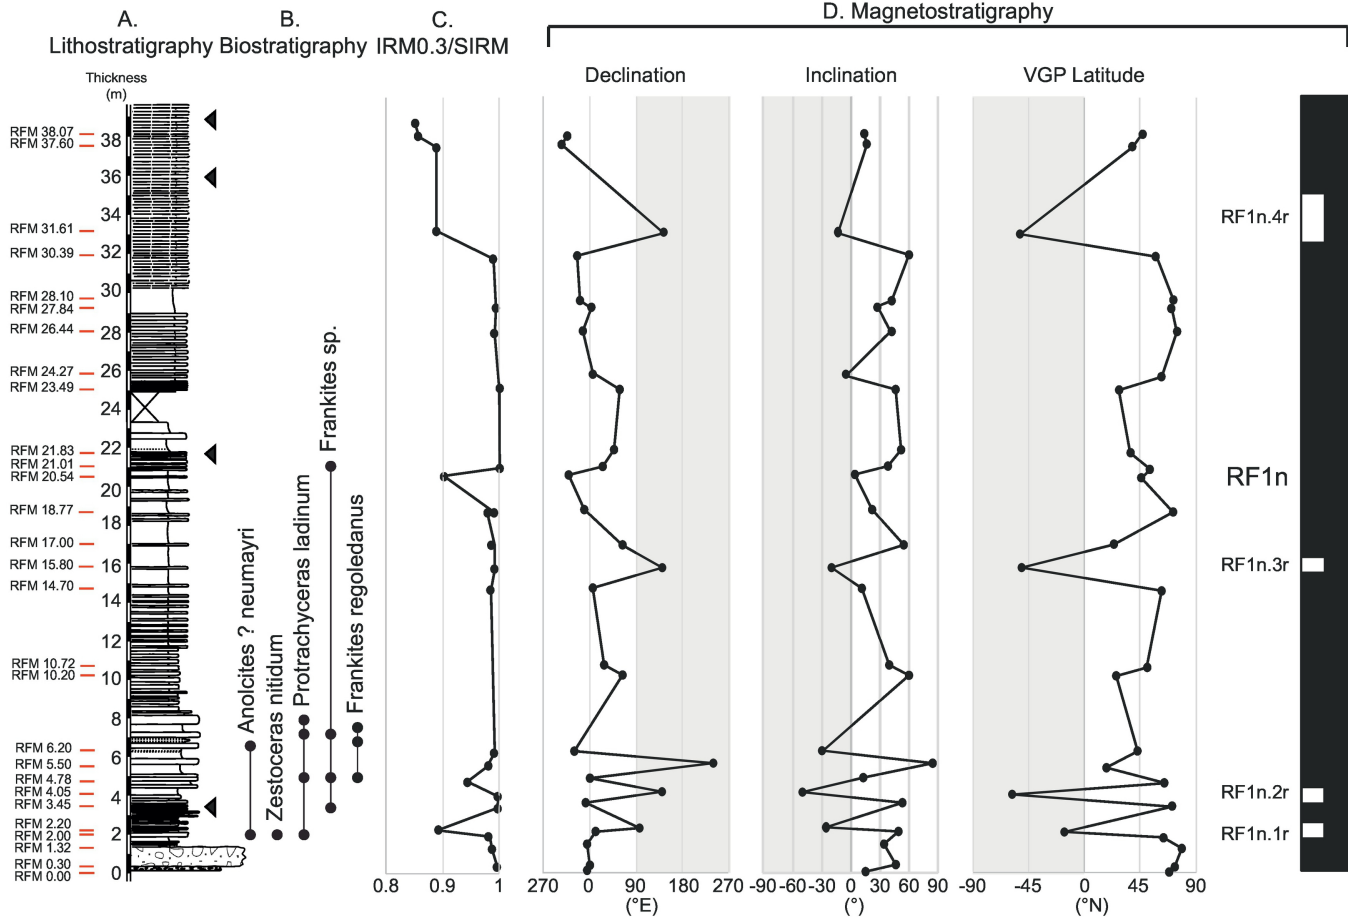 A.
B.
C.
D. Magnetostratigraphy
Lithostratigraphy
Biostratigraphy
IRM0.3/SIRM
Declination
Inclination
VGP Latitude
Thickness
(m)
RFM 38.07
RFM 37.60
RFM 31.61
RFM 30.39
RFM 28.10
RFM 27.84
RFM 26.44
RFM 24.27
RFM 23.49
RFM 21.83
RFM 21.01
RFM 20.54
RFM 18.77
RFM 17.00
RFM 15.80
RFM 14.70
RFM 10.72
RFM 10.20
RFM 6.20
RFM 5.50
RFM 4.78
RFM 4.05
RFM 3.45
RFM 2.20
RFM 2.00
RFM 1.32
RFM 0.30
RFM 0.00
38
36
34
32
30
28
26
24
22
20
18
16
14
12
10
8
6
4
2
0
Anolcites ? neumayri
Zestoceras nitidum
Protrachyceras ladinum
Frankites sp.
Frankites regoledanus
0.8 0.9 1
270 0 90 180 270
(°E)
-90 -60 -30 0 30 60 90
(°)
-90 -45 0 45 90
(°N)
RF1n.4r
RF1n
RF1n.3r
RF1n.2r
RF1n.1r